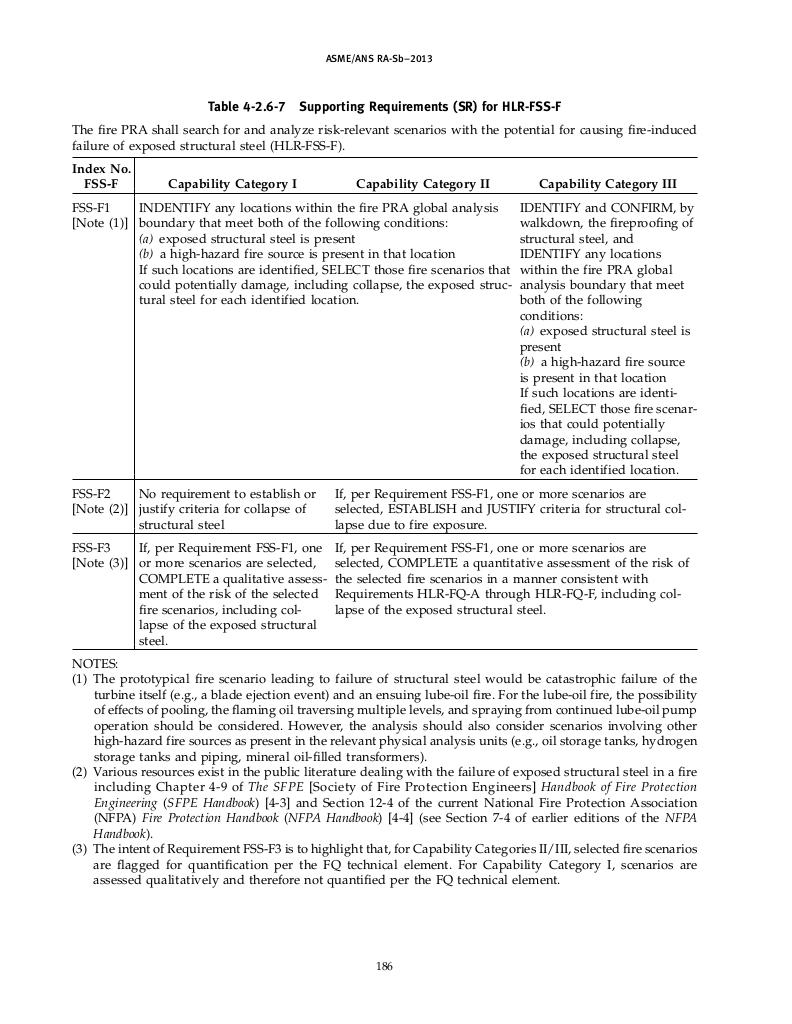 ASME/ANS RA-Sb–2013
Table 4-2.6-7 Supporting Requirements (SR) for HLR-FSS-F
The fire PRA shall search for and analyze risk-relevant scenarios with the potential for causing fire-induced
failure of exposed structural steel (HLR-FSS-F).
Index No.
FSS-F
Capability Category I
Capability Category II
Capability Category III
FSS-F1
[Note (1)]
INDENTIFY any locations within the fire PRA global analysis
boundary that meet both of the following conditions:
(a) exposed structural steel is present
(b) a high-hazard fire source is present in that location
If such locations are identified, SELECT those fire scenarios that
could potentially damage, including collapse, the exposed struc-
tural steel for each identified location.
IDENTIFY and CONFIRM, by
walkdown, the fireproofing of
structural steel, and
IDENTIFY any locations
within the fire PRA global
analysis boundary that meet
both of the following
conditions:
(a) exposed structural steel is
present
(b) a high-hazard fire source
is present in that location
If such locations are identi-
fied, SELECT those fire scenar-
ios that could potentially
damage, including collapse,
the exposed structural steel
for each identified location.
FSS-F2
[Note (2)]
No requirement to establish or
justify criteria for collapse of
structural steel
If, per Requirement FSS-F1, one or more scenarios are
selected, ESTABLISH and JUSTIFY criteria for structural col-
lapse due to fire exposure.
FSS-F3
[Note (3)]
If, per Requirement FSS-F1, one
or more scenarios are selected,
COMPLETE a qualitative assess-
ment of the risk of the selected
fire scenarios, including col-
lapse of the exposed structural
steel.
If, per Requirement FSS-F1, one or more scenarios are
selected, COMPLETE a quantitative assessment of the risk of
the selected fire scenarios in a manner consistent with
Requirements HLR-FQ-A through HLR-FQ-F, including col-
lapse of the exposed structural steel.
NOTES:
(1) The prototypical fire scenario leading to failure of structural steel would be catastrophic failure of the
turbine itself (e.g., a blade ejection event) and an ensuing lube-oil fire. For the lube-oil fire, the possibility
of effects of pooling, the flaming oil traversing multiple levels, and spraying from continued lube-oil pump
operation should be considered. However, the analysis should also consider scenarios involving other
high-hazard fire sources as present in the relevant physical analysis units (e.g., oil storage tanks, hydrogen
storage tanks and piping, mineral oil-filled transformers).
(2) Various resources exist in the public literature dealing with the failure of exposed structural steel in a fire
including Chapter 4-9 of The SFPE [Society of Fire Protection Engineers] Handbook of Fire Protection
Engineering (SFPE Handbook) [4-3] and Section 12-4 of the current National Fire Protection Association
(NFPA) Fire Protection Handbook (NFPA Handbook) [4-4] (see Section 7-4 of earlier editions of the NFPA
Handbook).
(3) The intent of Requirement FSS-F3 is to highlight that, for Capability Categories II/III, selected fire scenarios
are flagged for quantification per the FQ technical element. For Capability Category I, scenarios are
assessed qualitatively and therefore not quantified per the FQ technical element.
186